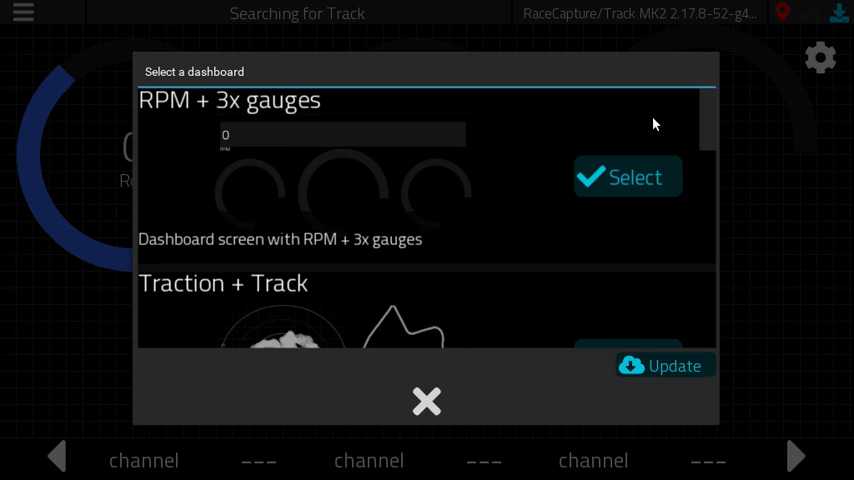 Searching for Track
RaceCapture/Track MK2 2.17.8-52-g4...
Select a dashboard
RPM + 3x gauges
0
RPM
Select
Dashboard screen with RPM + 3x gauges
Traction + Track
Update
channel
---
channel
---
channel
---